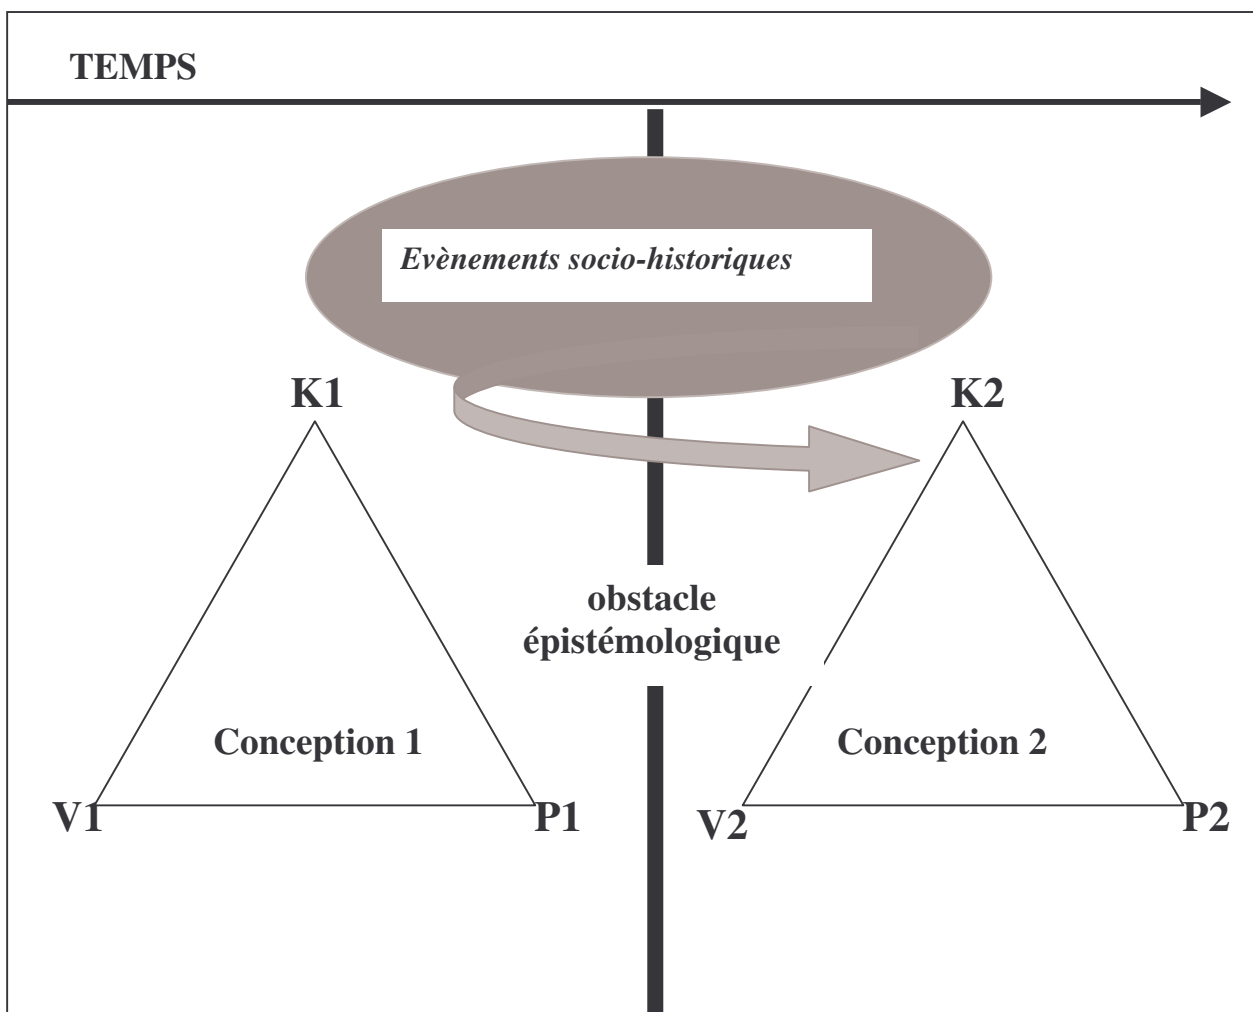 TEMPS
Evènements socio-historiques
K1
K2
obstacle
épistémologique
Conception 1
Conception 2
V1
P1
V2
P2